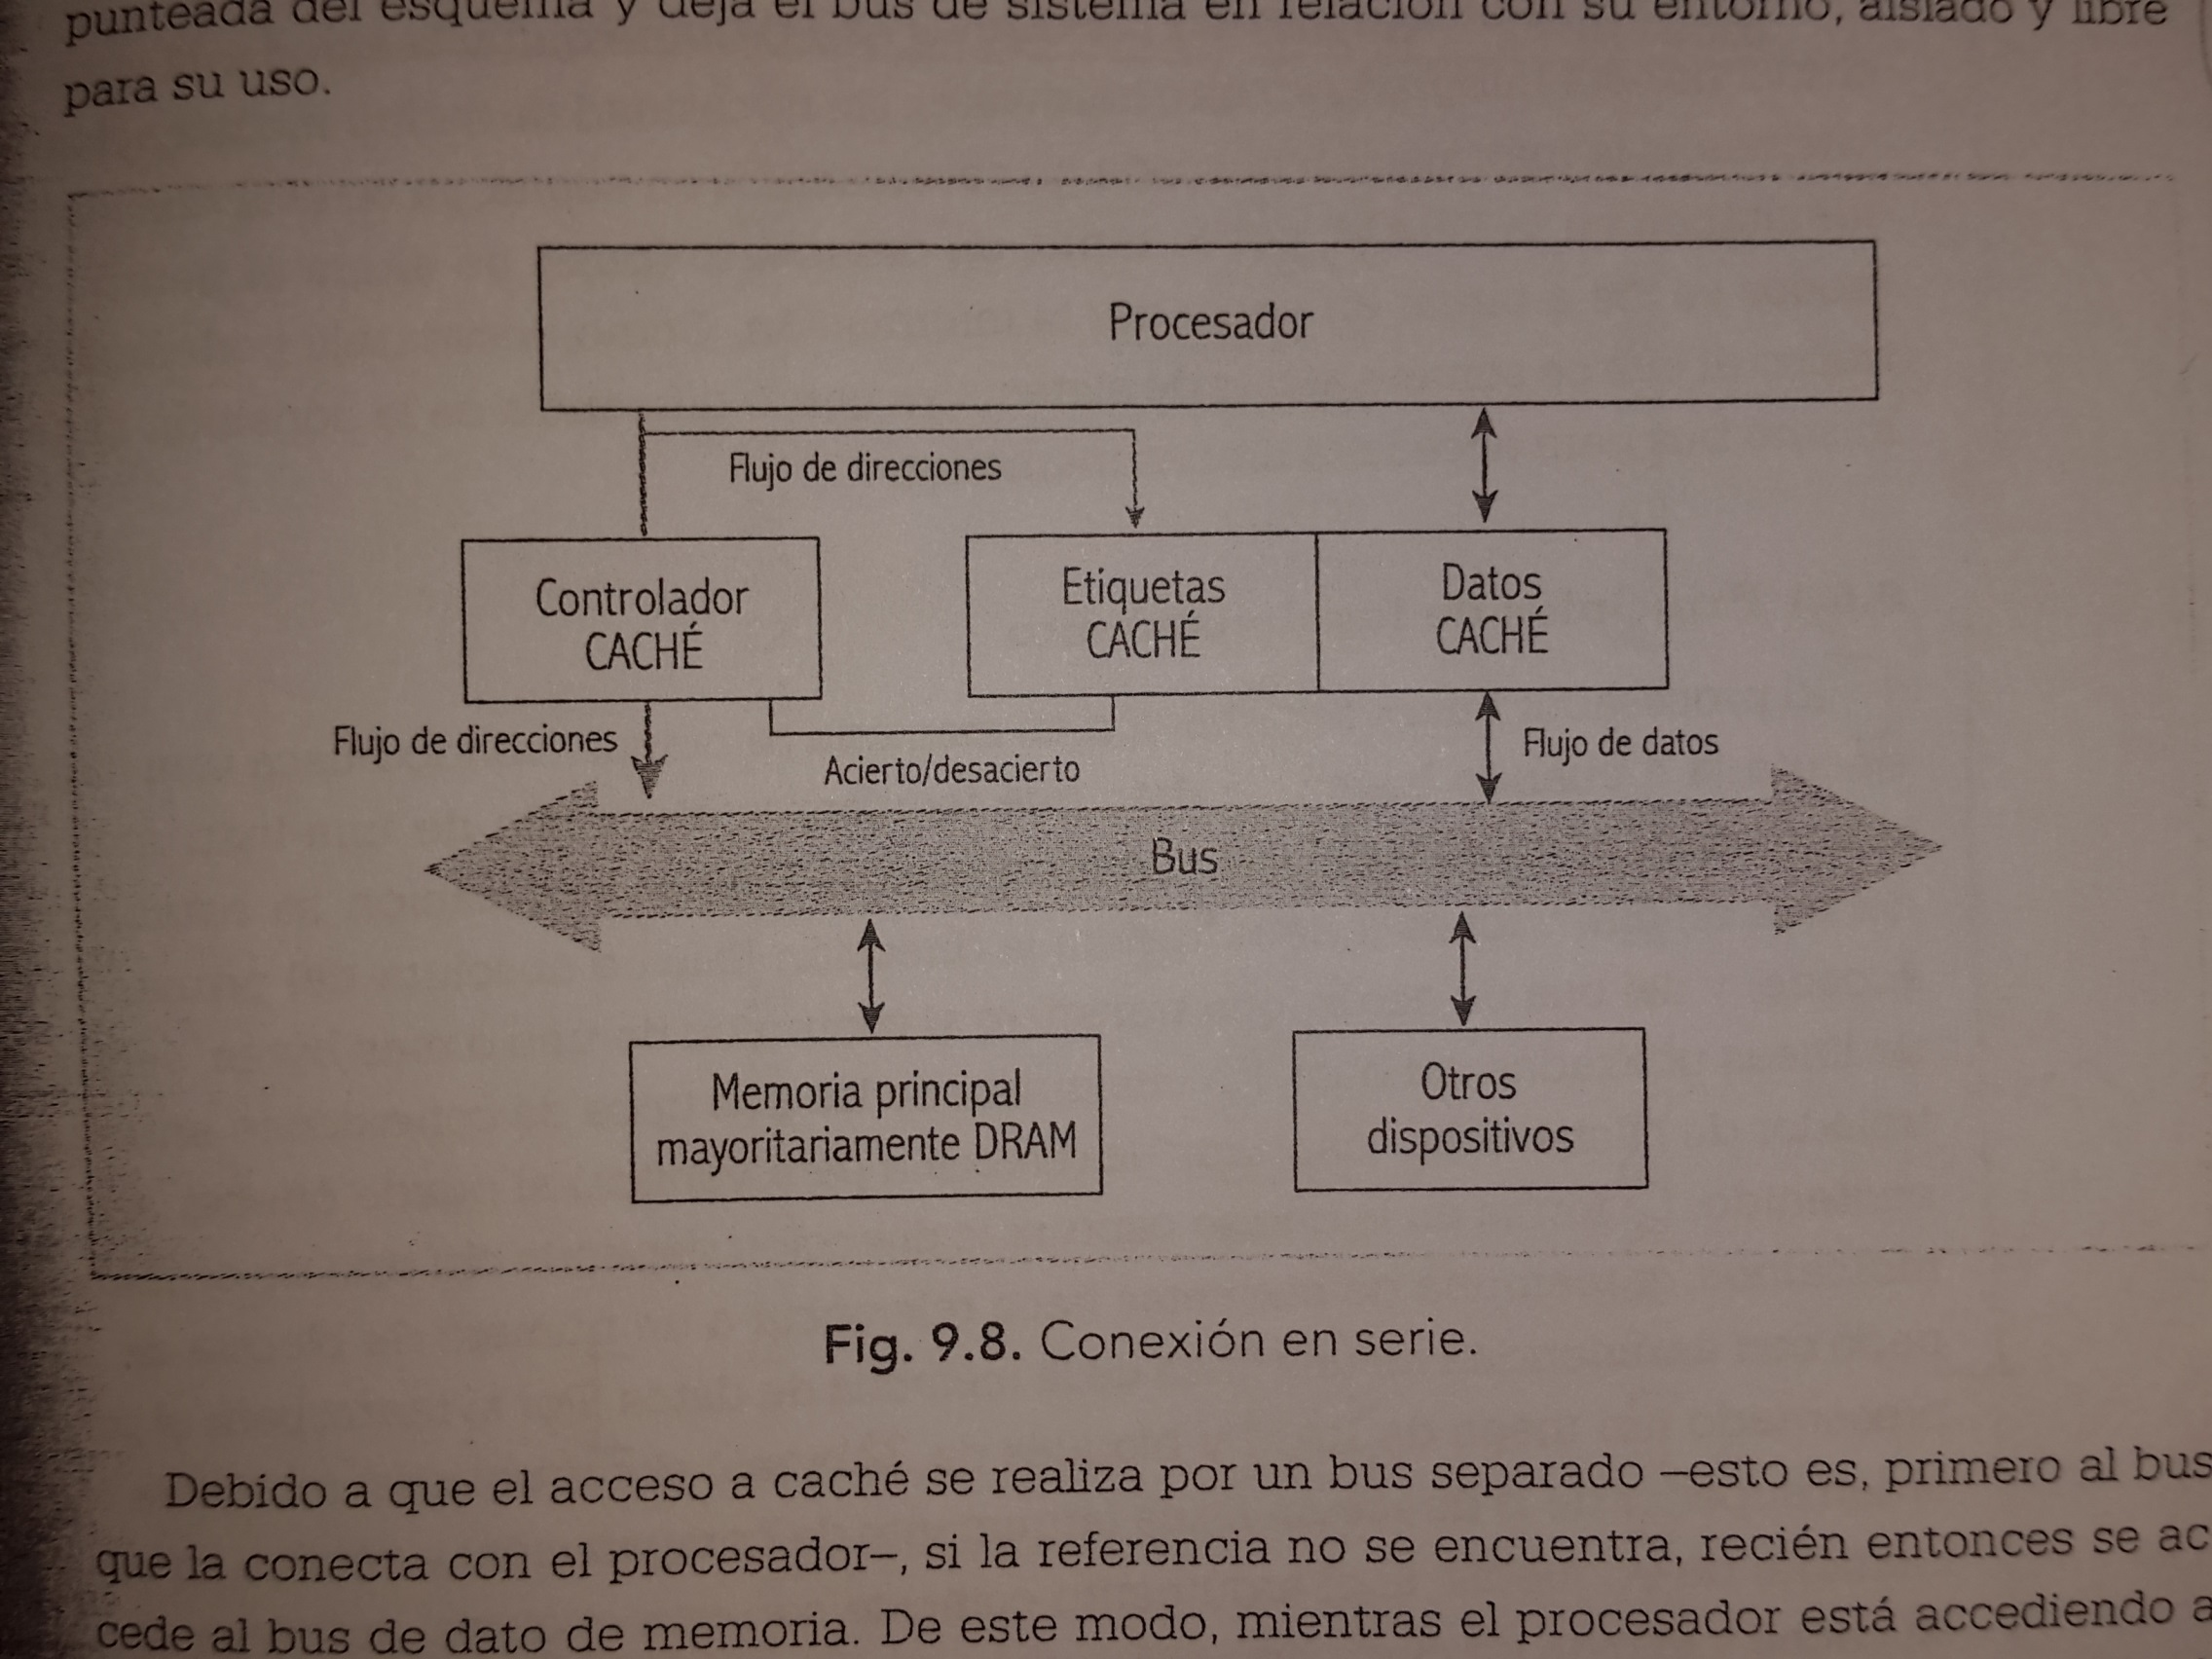 punteada del esquema y deja el bus de sistema en relación con su entorno, aislado y libre
para su uso.
Procesador
Flujo de direcciones
Controlador
CACHÉ
Etiquetas
CACHÉ
Datos
CACHÉ
Flujo de direcciones
Acierto/desacierto
Flujo de datos
Bus
Memoria principal
mayoritariamente DRAM
Otros
dispositivos
Fig. 9.8. Conexión en serie.
Debido a que el acceso a caché se realiza por un bus separado –esto es, primero al bus
que la conecta con el procesador–, si la referencia no se encuentra, recién entonces se ac
cede al bus de dato de memoria. De este modo, mientras el procesador está accediendo a